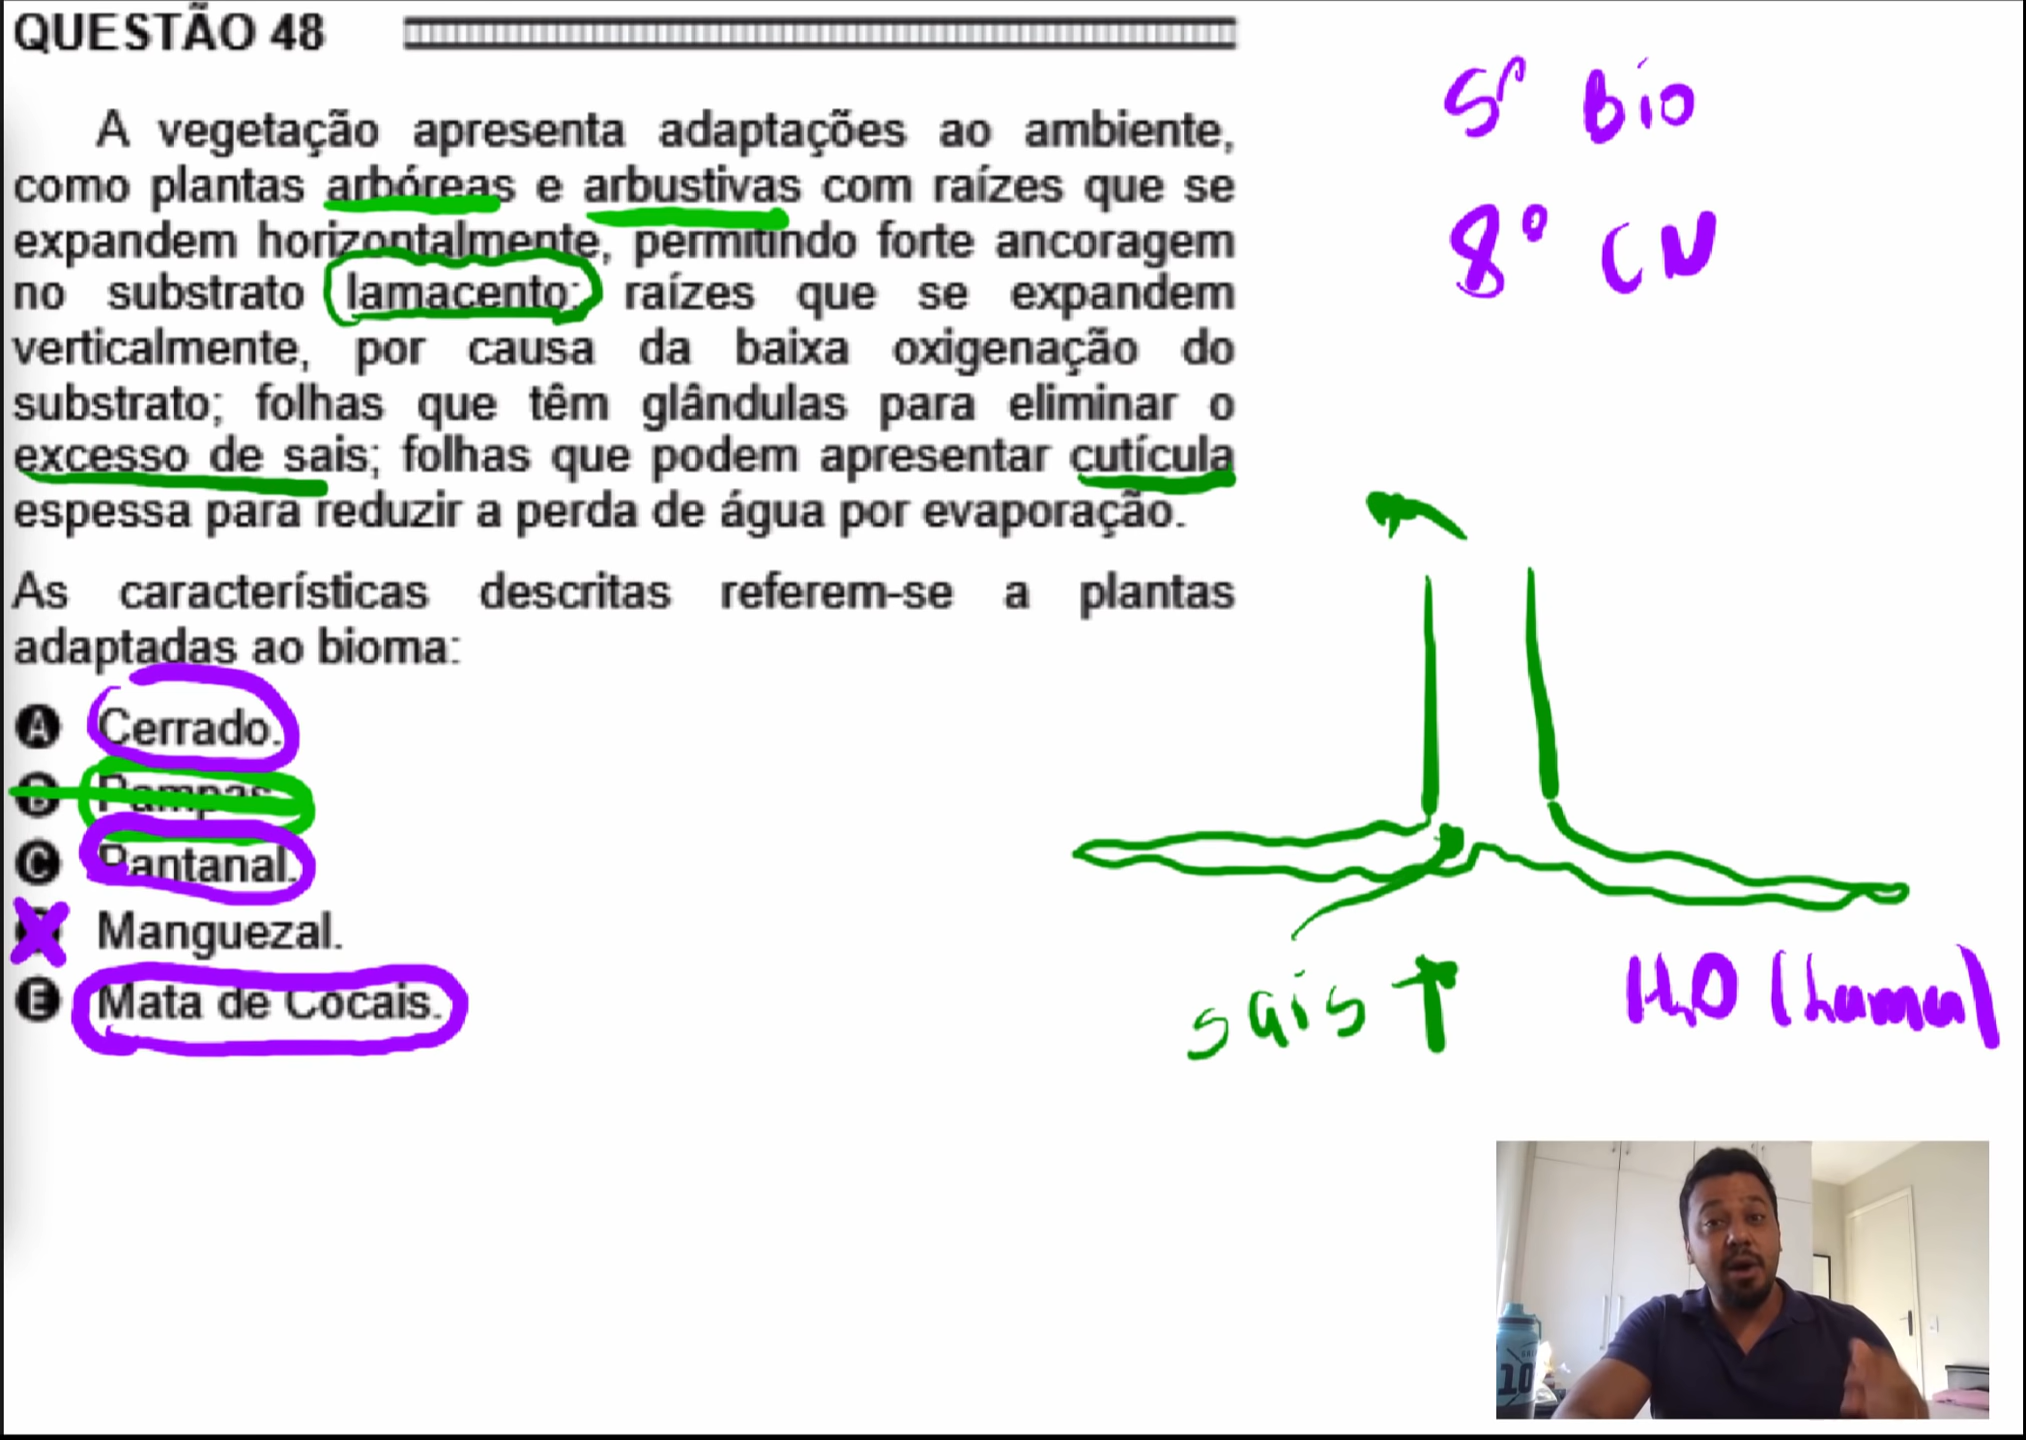 QUESTÃO 48
A vegetação apresenta adaptações ao ambiente,
como plantas arbóreas e arbustivas com raízes que se
expandem horizontalmente, permitindo forte ancoragem
no substrato lamacento; raízes que se expandem
verticalmente, por causa da baixa oxigenação do
substrato; folhas que têm glândulas para eliminar o
excesso de sais; folhas que podem apresentar cutícula
espessa para reduzir a perda de água por evaporação.
As características descritas referem-se a plantas
adaptadas ao bioma:
A Cerrado.
B Pampas.
C Pantanal.
Manguezal.
E Mata de Cocais.
Bio
8º CN
sais
H₂O
10